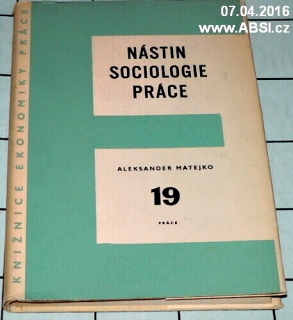 07.04.2016
www.ABSI.cz
NÁSTIN
SOCIOLOGIE
PRÁCE
ALEKSANDER MATEJKO
19
PRÁCE
KNIŽNICE EKONOMIKY PRÁCE